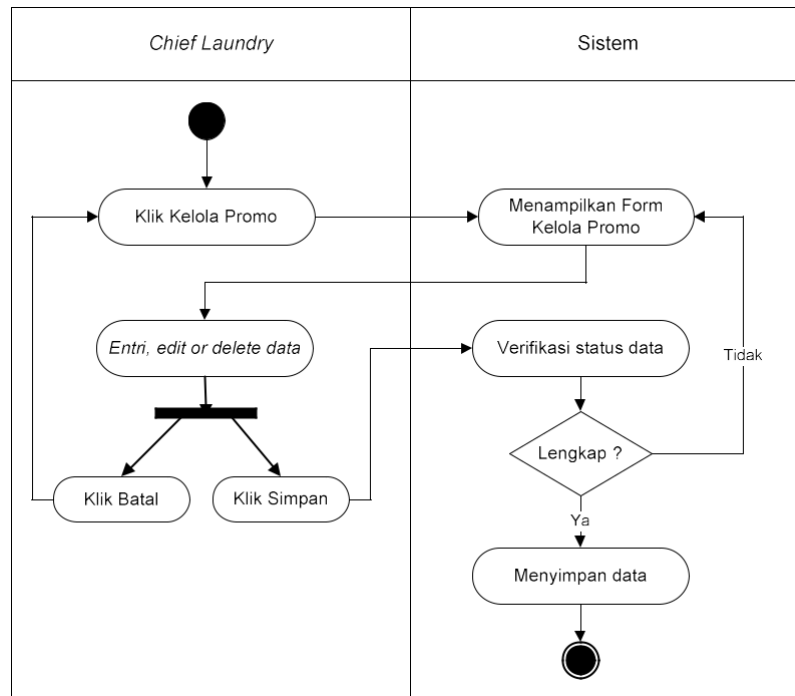 Chief Laundry
Sistem
Klik Kelola Promo
Menampilkan Form
Kelola Promo
Entri, edit or delete data
Verifikasi status data
Tidak
Lengkap ?
Klik Batal
Klik Simpan
Ya
Menyimpan data